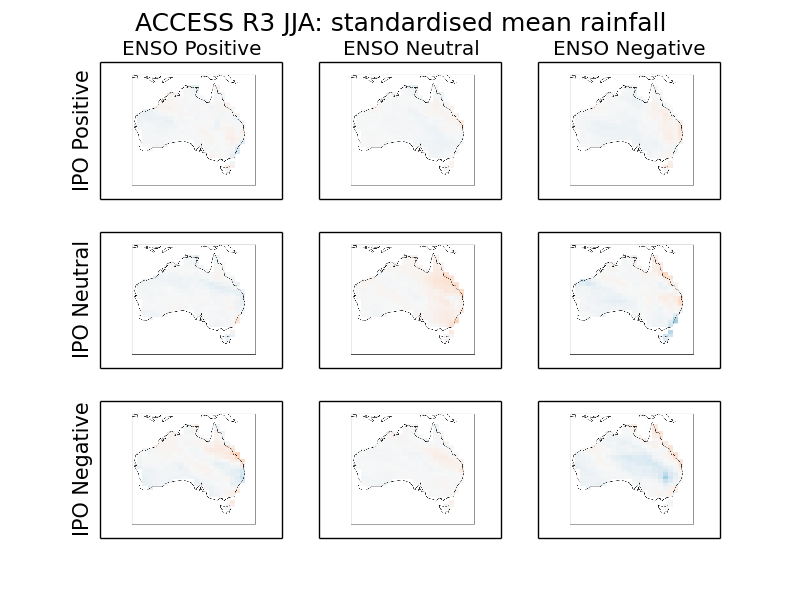 ACCESS R3 JJA: standardised mean rainfall
ENSO Positive
ENSO Neutral
ENSO Negative
IPO Positive
IPO Neutral
IPO Negative